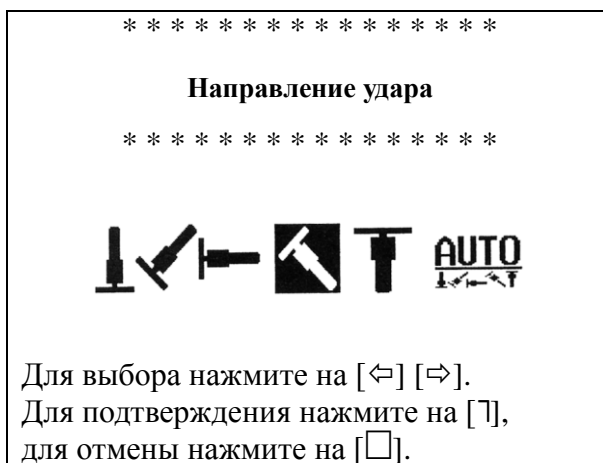 * * * * * * * * * * * * * * * *
Направление удара
* * * * * * * * * * * * * * * *
AUTO
Для выбора нажмите на [⇦] [⇨].
Для подтверждения нажмите на [ℸ],
для отмены нажмите на [□].